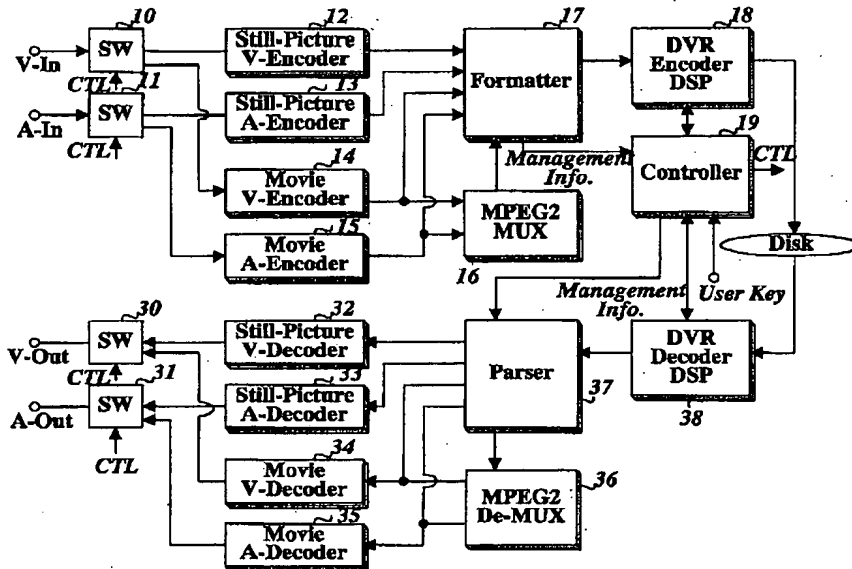 10
12
17
18
V-In
SW
Still-Picture
V-Encoder
Formatter
DVR
Encoder
DSP
CTL
11
13
19
A-In
SW
Still-Picture
A-Encoder
CTL
Management
Info.
Controller
CTL
14
Movie
V-Encoder
MPEG2
MUX
15
Movie
A-Encoder
16
Disk
Management
Info.
User Key
30
32
V-Out
SW
Still-Picture
V-Decoder
Parser
DVR
Decoder
DSP
CTL
31
33
37
38
A-Out
SW
Still-Picture
A-Decoder
CTL
34
Movie
V-Decoder
36
MPEG2
De-MUX
35
Movie
A-Decoder